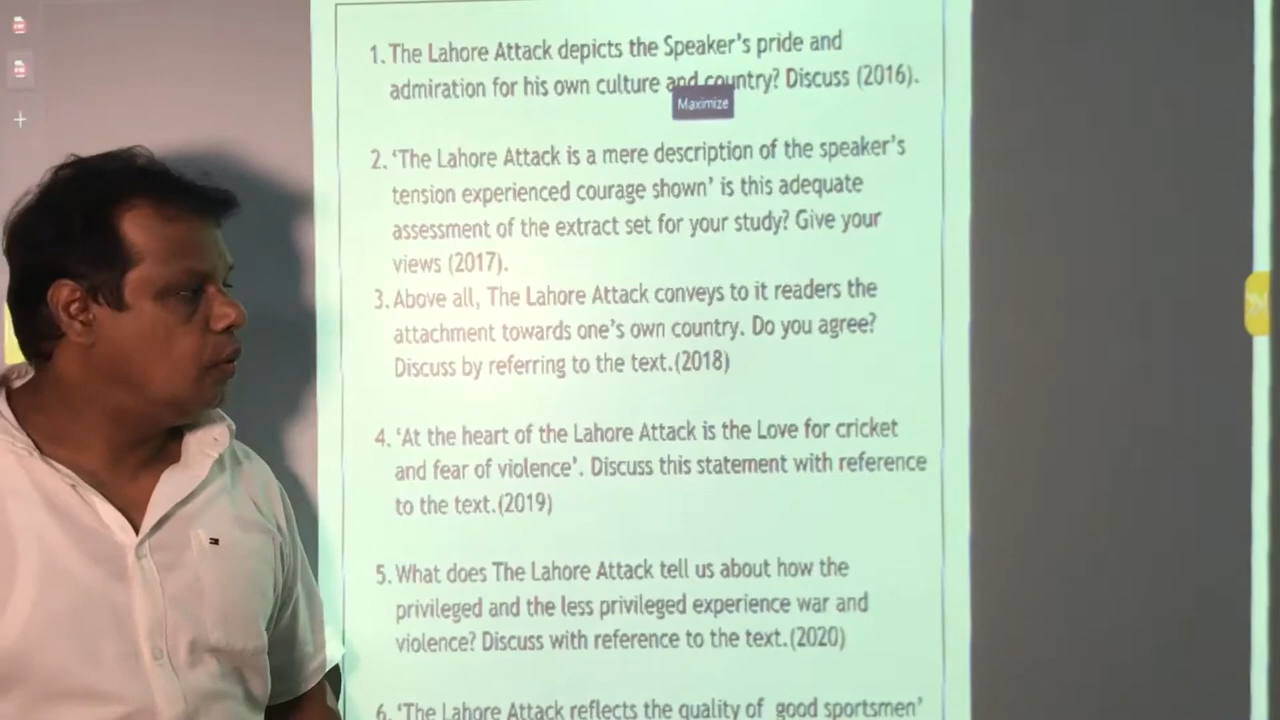 1. The Lahore Attack depicts the Speaker's pride and
admiration for his own culture and country? Discuss (2016).
Maximize
2. 'The Lahore Attack is a mere description of the speaker's
tension experienced courage shown' is this adequate
assessment of the extract set for your study? Give your
views (2017).
3. Above all, The Lahore Attack conveys to it readers the
attachment towards one's own country. Do you agree?
Discuss by referring to the text.(2018)
4. 'At the heart of the Lahore Attack is the Love for cricket
and fear of violence'. Discuss this statement with reference
to the text.(2019)
5. What does The Lahore Attack tell us about how the
privileged and the less privileged experience war and
violence? Discuss with reference to the text.(2020)
6. 'The Lahore Attack reflects the quality of good sportsmen'